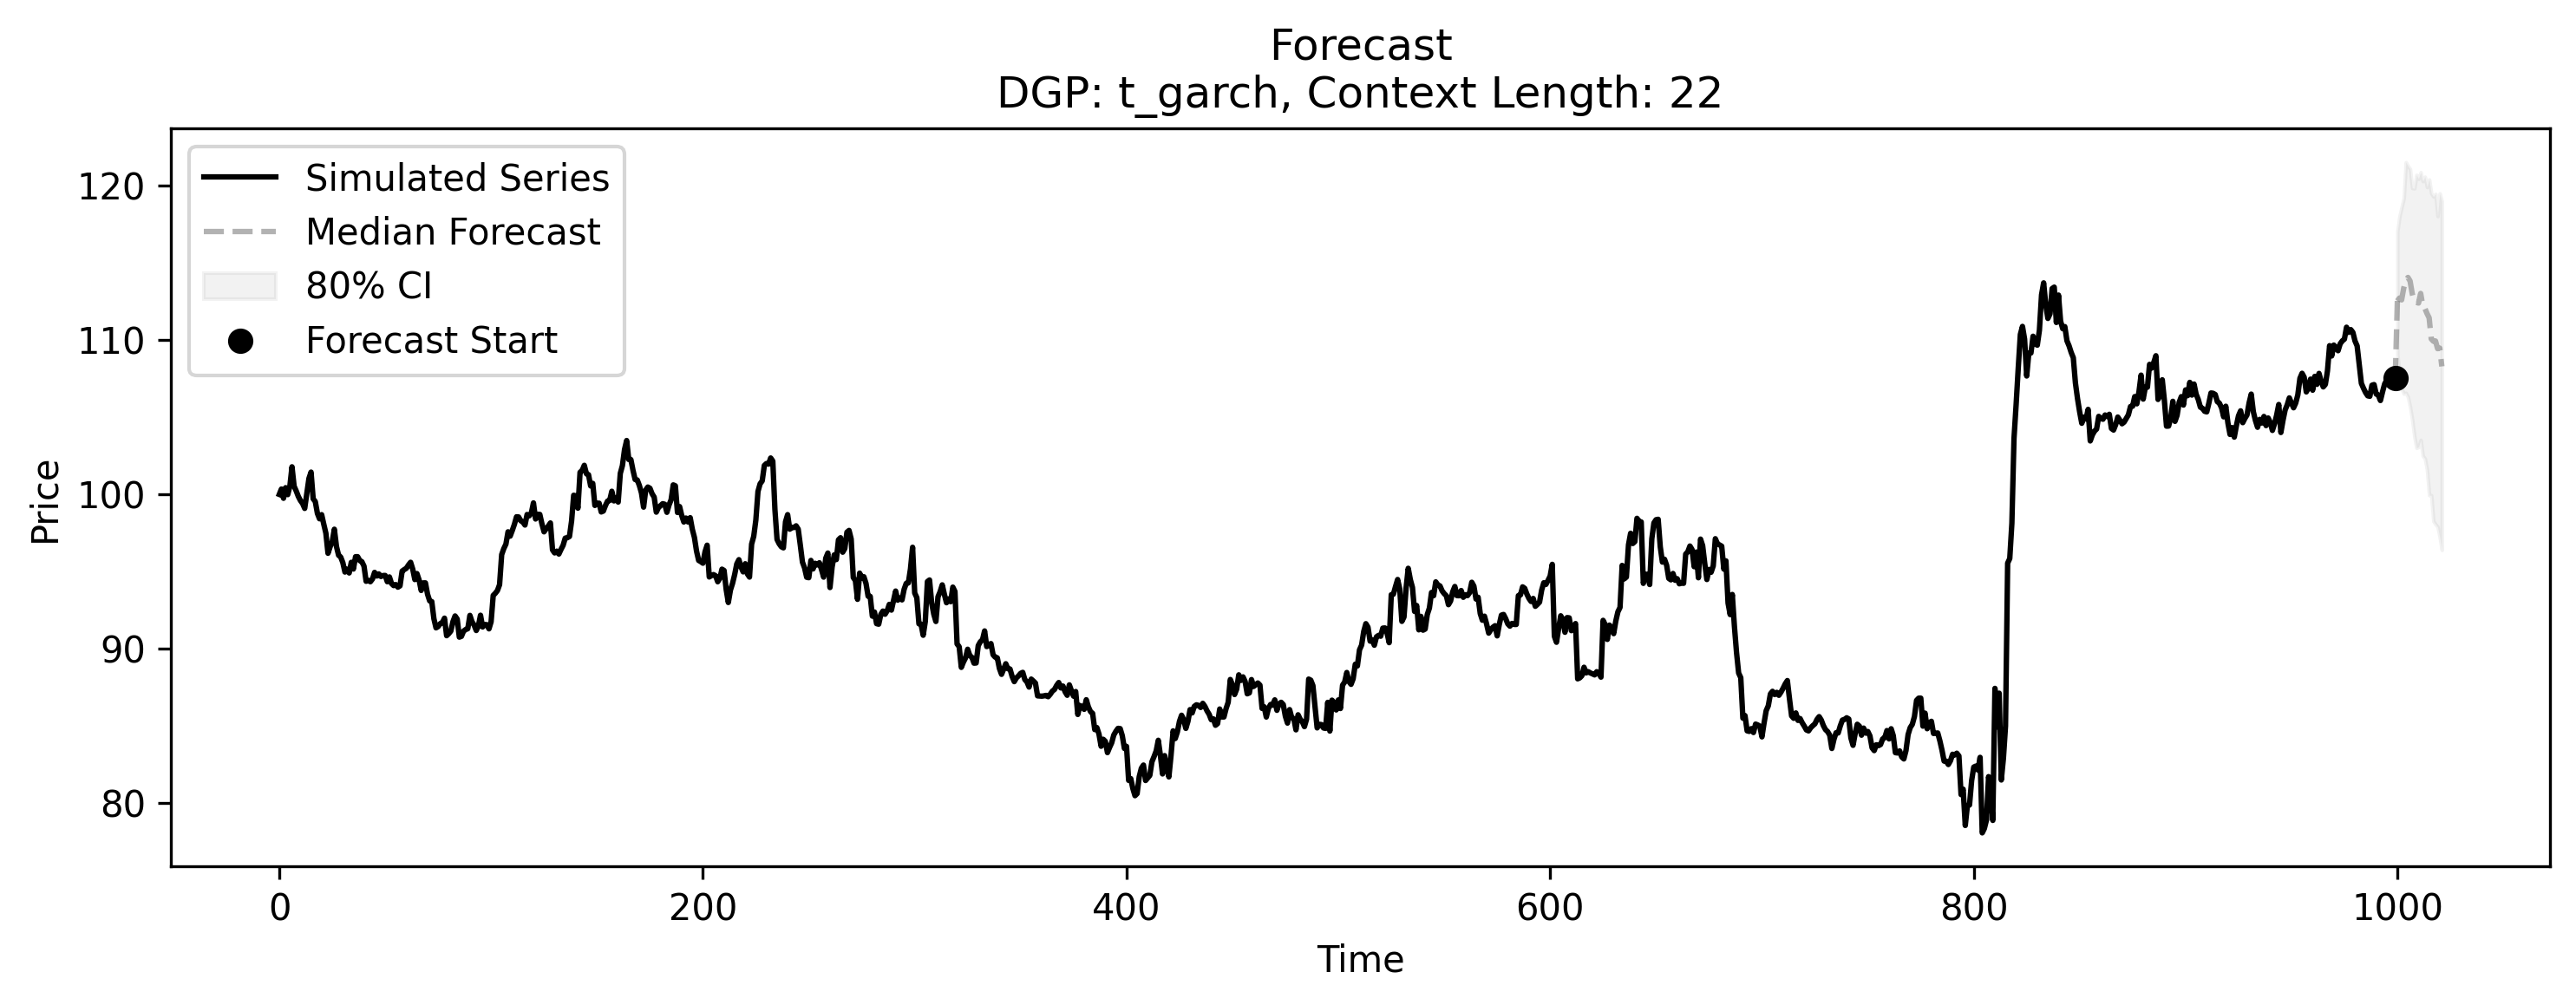 Forecast
DGP: t_garch, Context Length: 22
Simulated Series
Median Forecast
80% CI
Forecast Start
Price
120
110
100
90
80
0
200
400
600
800
1000
Time